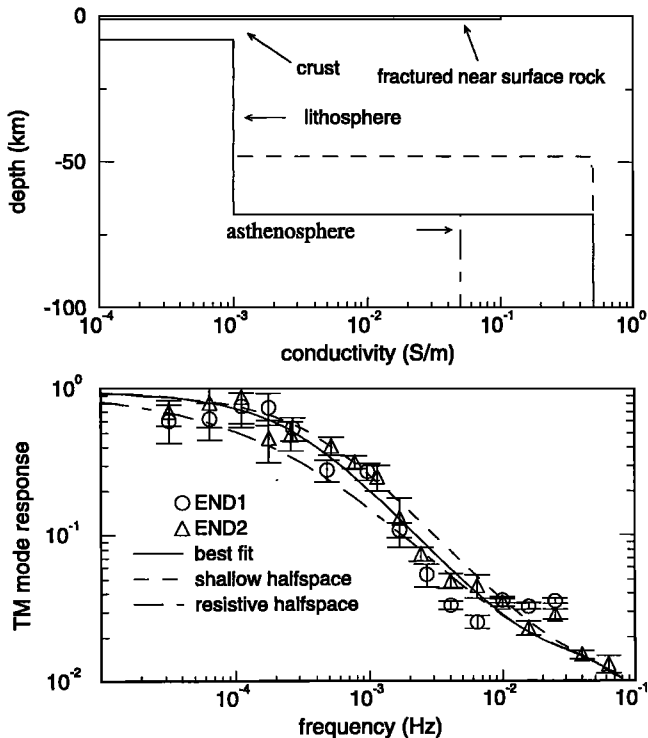 0
-50
-100
depth (km)
crust
fractured near surface rock
lithosphere
asthenosphere
10^-4
10^-3
10^-2
10^-1
10^0
conductivity (S/m)
10^0
10^-1
10^-2
TM mode response
END1
END2
best fit
shallow halfspace
resistive halfspace
10^-4
10^-3
10^-2
10^-1
frequency (Hz)